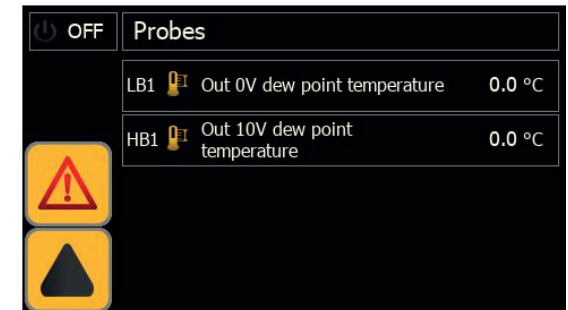 OFF
Probes
LB1 Out 0V dew point temperature 0.0 °C
HB1 Out 10V dew point
temperature 0.0 °C